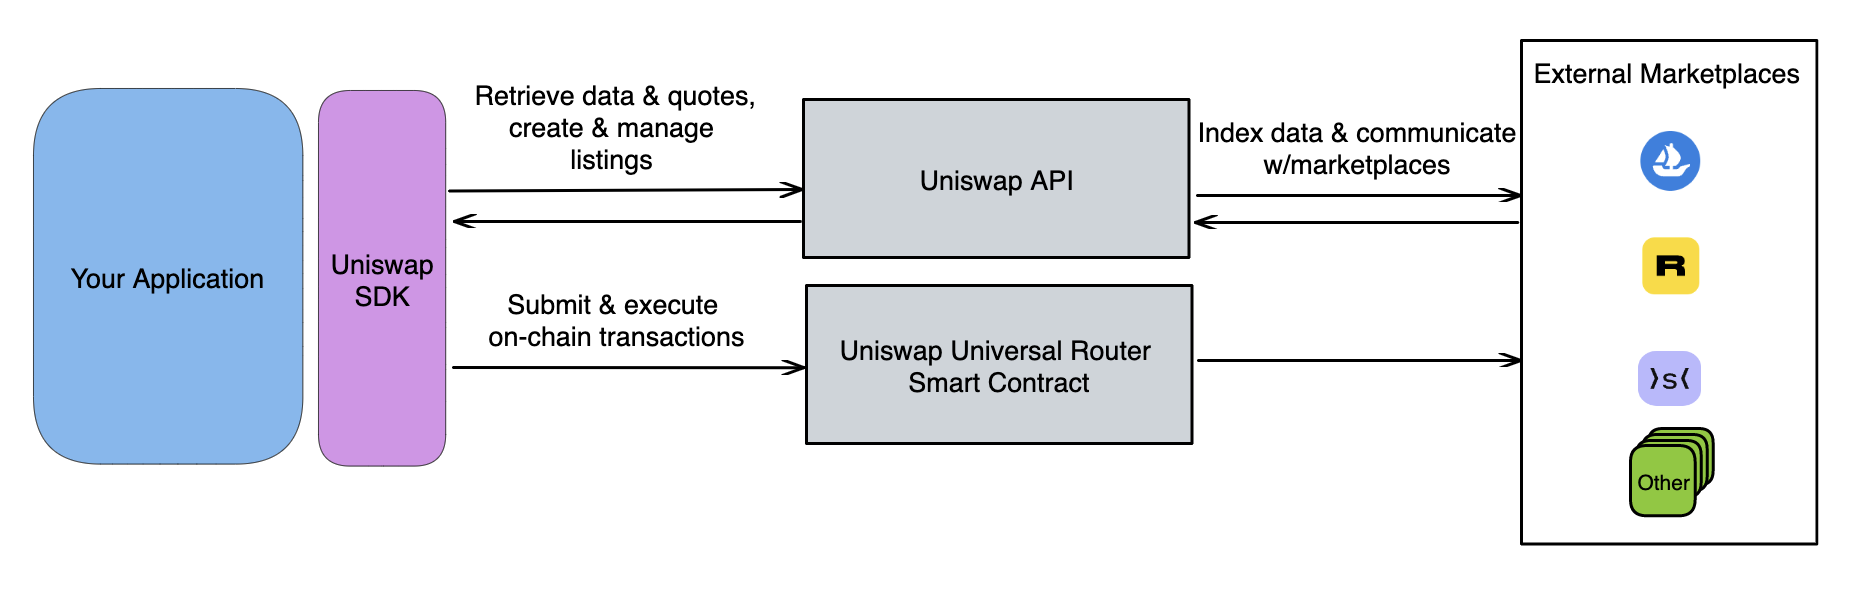 Your Application
Uniswap
SDK
Retrieve data & quotes,
create & manage
listings
Submit & execute
on-chain transactions
Uniswap API
Uniswap Universal Router
Smart Contract
Index data & communicate
w/marketplaces
External Marketplaces
R
}s{
Other